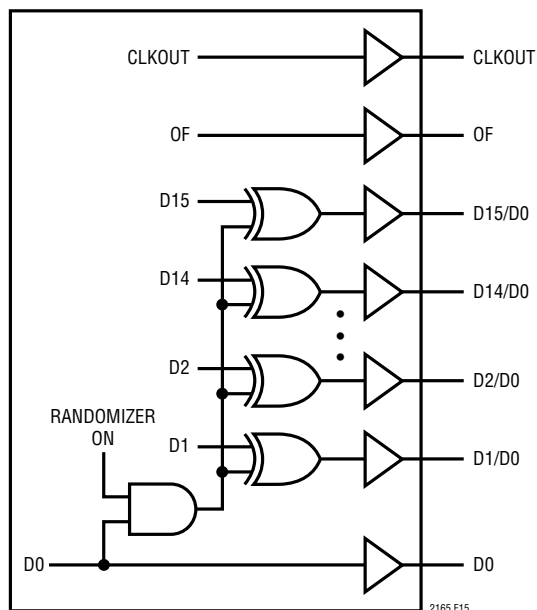 CLKOUT
CLKOUT
OF
OF
D15
D15/D0
D14
D14/D0
D2
D2/D0
RANDOMIZER
ON
D1
D1/D0
D0
D0
2165 F15